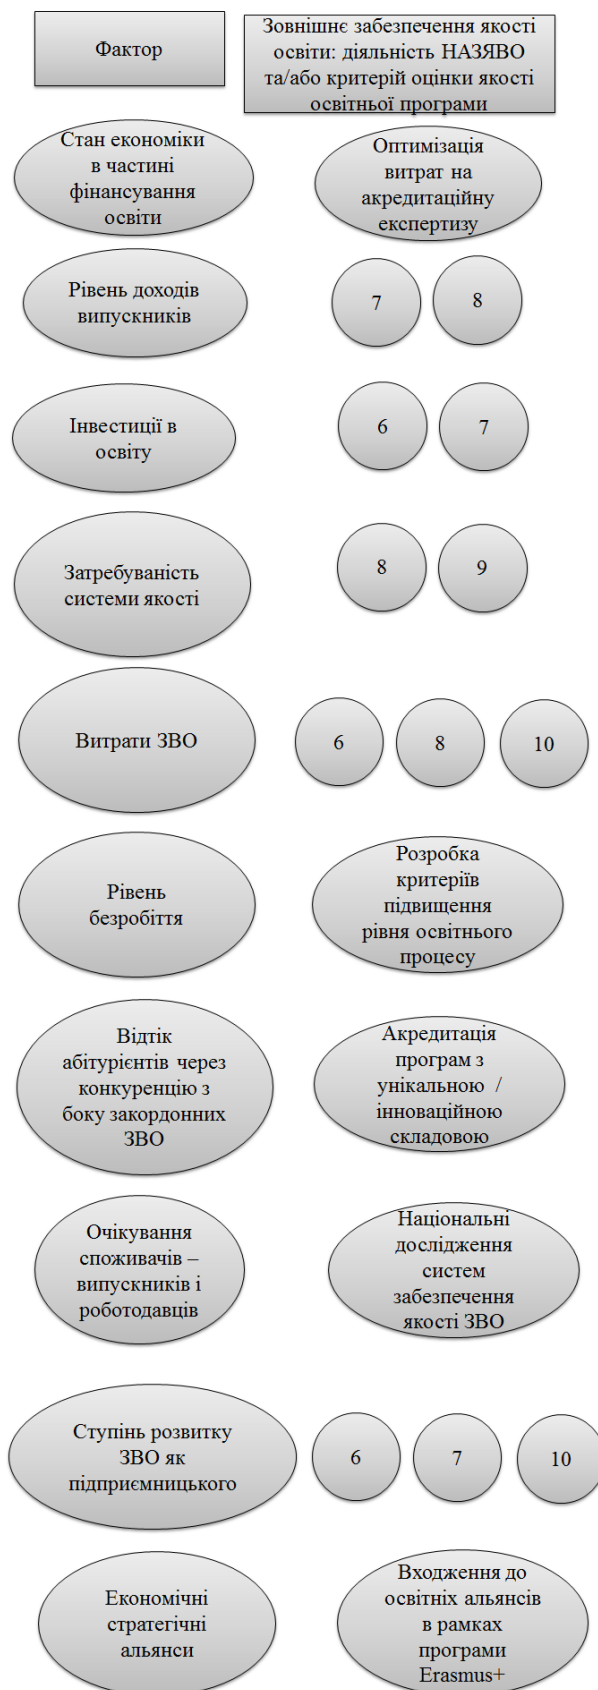 Фактор
Зовнішнє забезпечення якості
освіти: діяльність НАЗЯВО
та/або критерій оцінки якості
освітньої програми
Стан економіки
в частині
фінансування
освіти
Оптимізація
витрат на
акредитаційну
експертизу
Рівень доходів
випускників
7
8
Інвестиції в
освіту
6
7
Затребуваність
системи якості
8
9
Витрати ЗВО
6
8
10
Рівень
безробіття
Розробка
критеріїв
підвищення
рівня освітнього
процесу
Відтік
абітурієнтів через
конкуренцію з
боку закордонних
ЗВО
Акредитація
програм з
унікальною /
інноваційною
складовою
Очікування
споживачів –
випускників і
роботодавців
Національні
дослідження
систем
забезпечення
якості ЗВО
Ступінь розвитку
ЗВО як
підприємницького
6
7
10
Економічні
стратегічні
альянси
Входження до
освітніх альянсів
в рамках
програми
Erasmus+